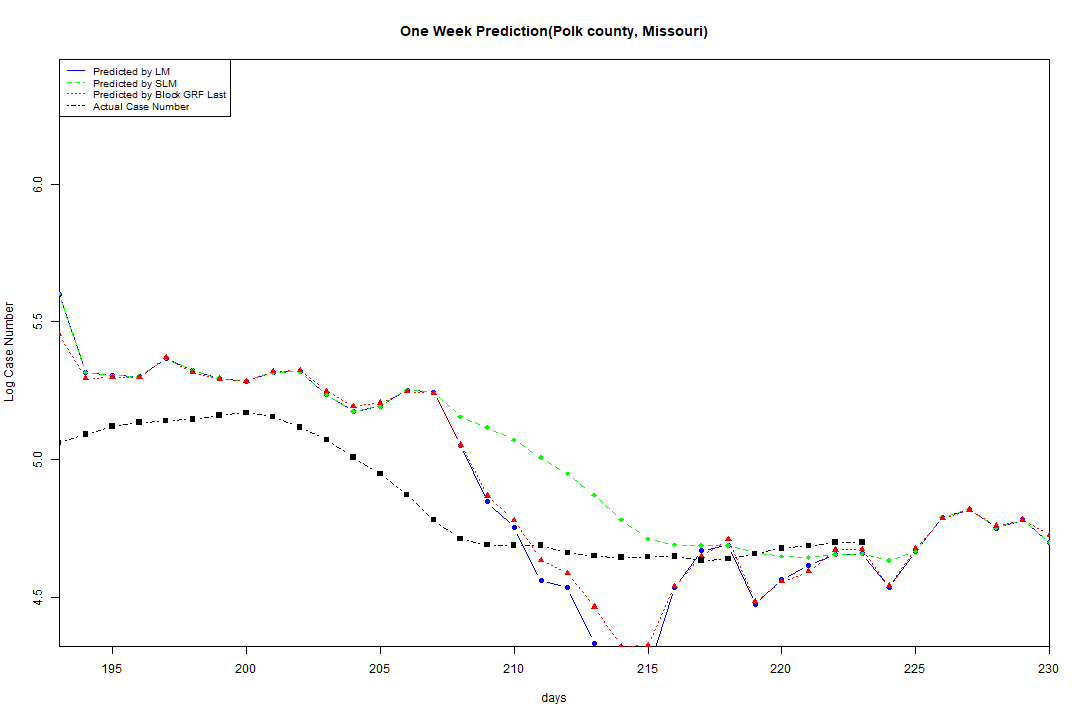 One Week Prediction(Polk county, Missouri)
Predicted by LM
Predicted by SLM
Predicted by Block GRF Last
Actual Case Number
6.0
5.5
5.0
4.5
Log Case Number
195 200 205 210 215 220 225 230
days